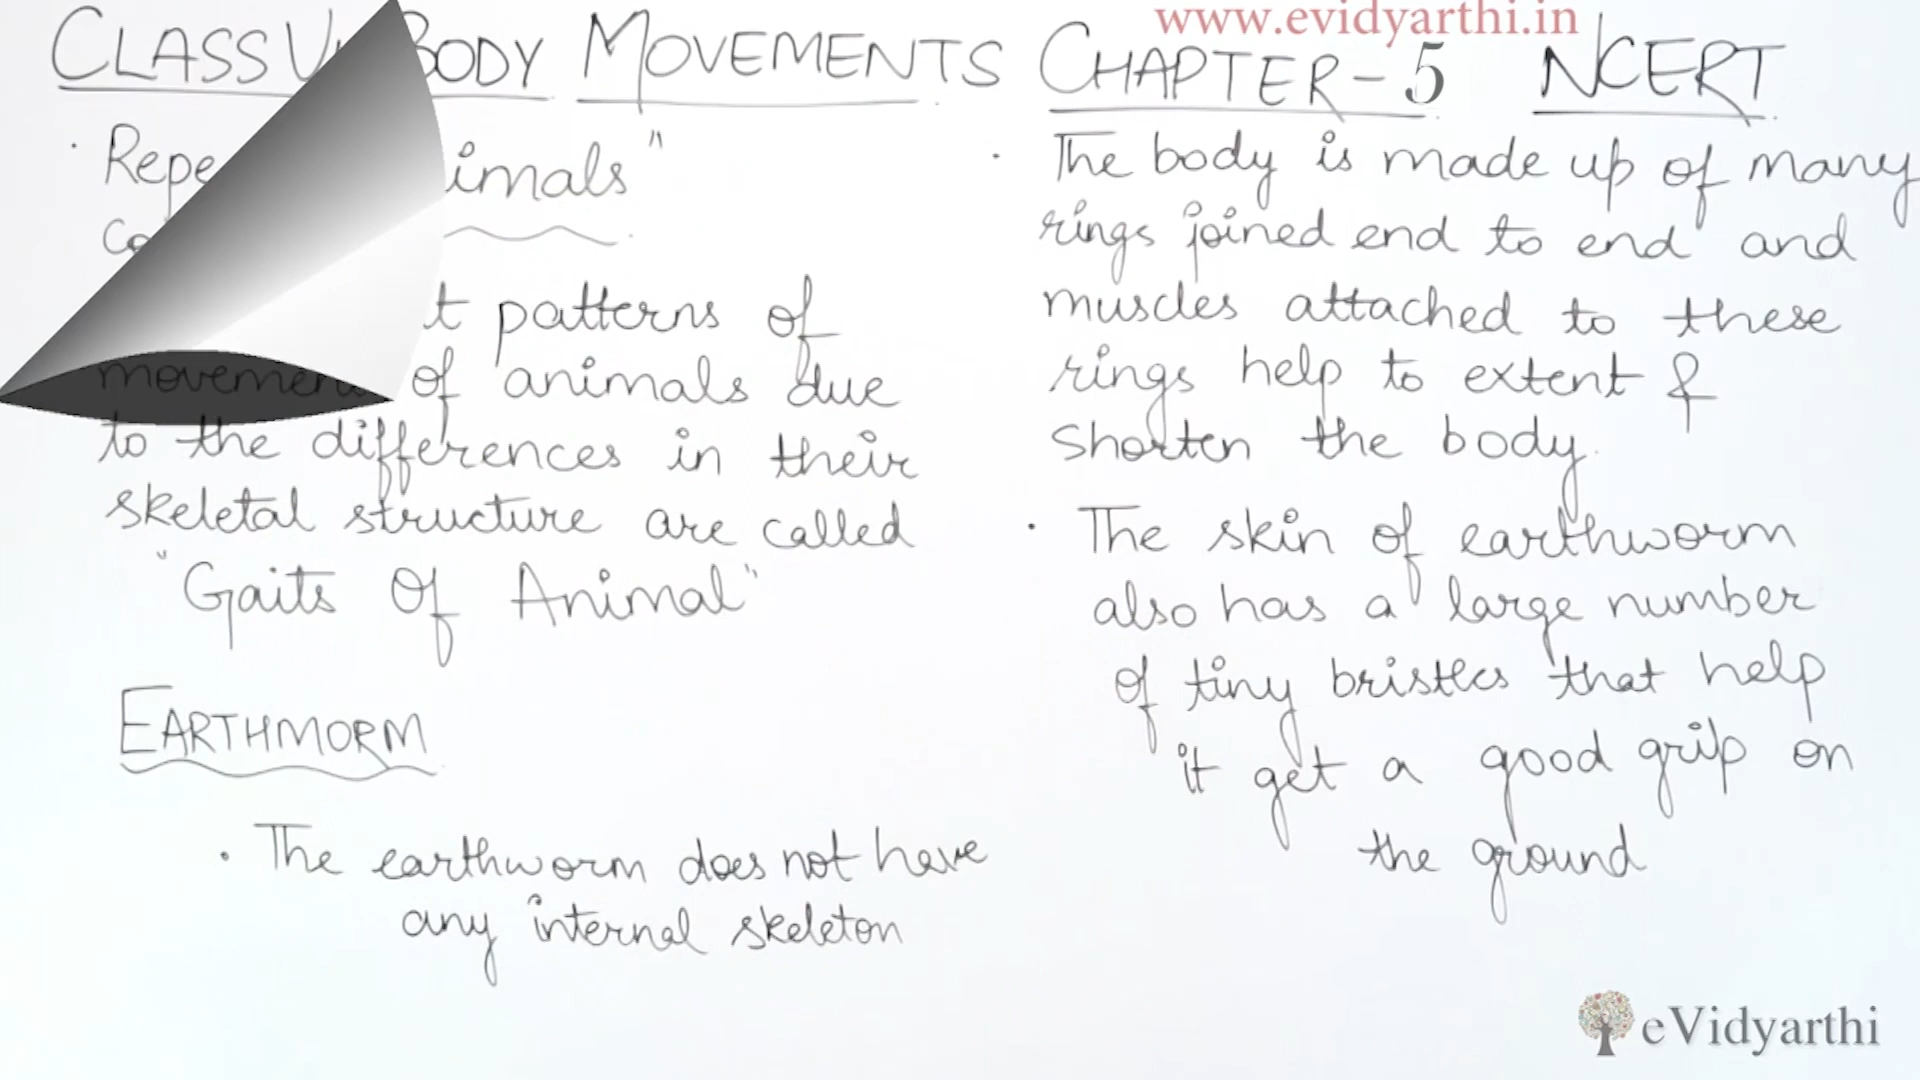 www.evidyarthi.in
CLASS BODY MOVEMENTS CHAPTER-5 NCERT
imals"
patterns of
movement of animals due
to the differences in their
skeletal structure are called
"Gaits Of Animal"
EARTHMORM
. The earthworm does not have
any internal skeleton
. The body is made up of many
rings joined end to end and
muscles attached to these
rings help to extent &
shorten the body.
. The skin of earthworm
also has a large number
of tiny bristles that help
it get a good grip on
the ground
eVidyarthi